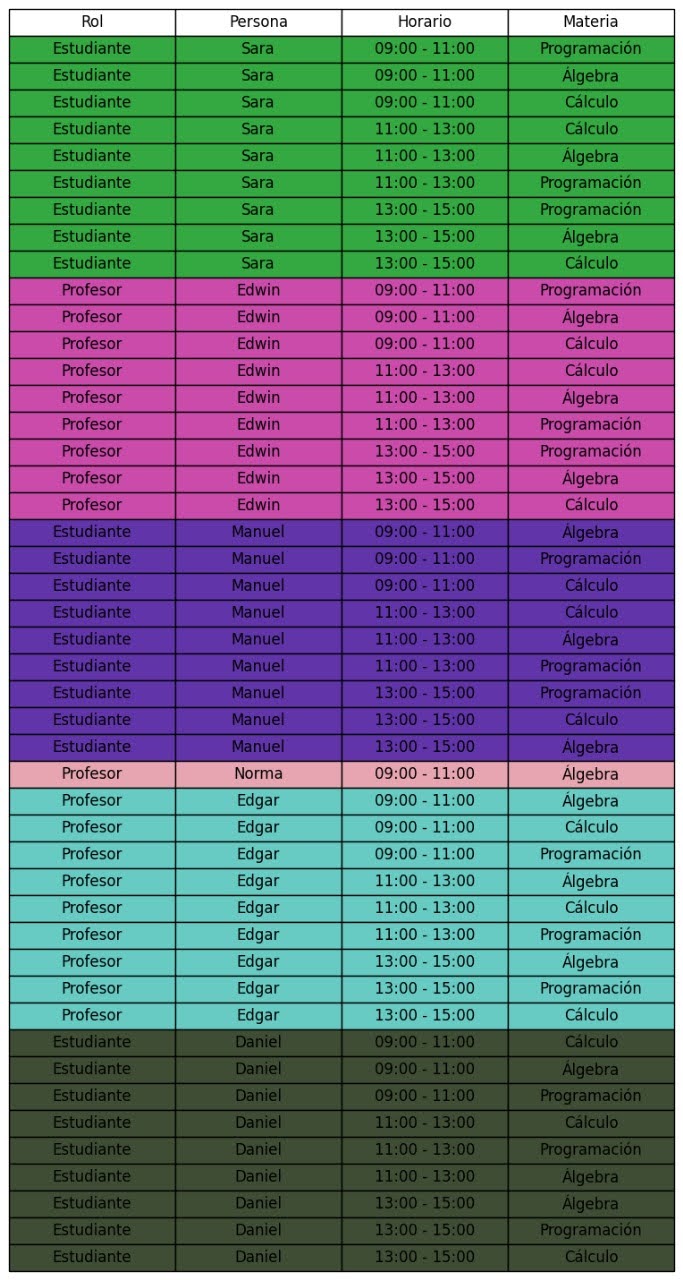 Rol Persona Horario Materia
Estudiante Sara 09:00 - 11:00 Programación
Estudiante Sara 09:00 - 11:00 Álgebra
Estudiante Sara 09:00 - 11:00 Cálculo
Estudiante Sara 11:00 - 13:00 Cálculo
Estudiante Sara 11:00 - 13:00 Álgebra
Estudiante Sara 11:00 - 13:00 Programación
Estudiante Sara 13:00 - 15:00 Programación
Estudiante Sara 13:00 - 15:00 Álgebra
Estudiante Sara 13:00 - 15:00 Cálculo
Profesor Edwin 09:00 - 11:00 Programación
Profesor Edwin 09:00 - 11:00 Álgebra
Profesor Edwin 09:00 - 11:00 Cálculo
Profesor Edwin 11:00 - 13:00 Cálculo
Profesor Edwin 11:00 - 13:00 Álgebra
Profesor Edwin 11:00 - 13:00 Programación
Profesor Edwin 13:00 - 15:00 Programación
Profesor Edwin 13:00 - 15:00 Álgebra
Profesor Edwin 13:00 - 15:00 Cálculo
Estudiante Manuel 09:00 - 11:00 Álgebra
Estudiante Manuel 09:00 - 11:00 Programación
Estudiante Manuel 09:00 - 11:00 Cálculo
Estudiante Manuel 11:00 - 13:00 Cálculo
Estudiante Manuel 11:00 - 13:00 Álgebra
Estudiante Manuel 11:00 - 13:00 Programación
Estudiante Manuel 13:00 - 15:00 Programación
Estudiante Manuel 13:00 - 15:00 Cálculo
Estudiante Manuel 13:00 - 15:00 Álgebra
Profesor Norma 09:00 - 11:00 Álgebra
Profesor Edgar 09:00 - 11:00 Álgebra
Profesor Edgar 09:00 - 11:00 Cálculo
Profesor Edgar 09:00 - 11:00 Programación
Profesor Edgar 11:00 - 13:00 Álgebra
Profesor Edgar 11:00 - 13:00 Cálculo
Profesor Edgar 11:00 - 13:00 Programación
Profesor Edgar 13:00 - 15:00 Álgebra
Profesor Edgar 13:00 - 15:00 Programación
Profesor Edgar 13:00 - 15:00 Cálculo
Estudiante Daniel 09:00 - 11:00 Cálculo
Estudiante Daniel 09:00 - 11:00 Álgebra
Estudiante Daniel 09:00 - 11:00 Programación
Estudiante Daniel 11:00 - 13:00 Cálculo
Estudiante Daniel 11:00 - 13:00 Programación
Estudiante Daniel 11:00 - 13:00 Álgebra
Estudiante Daniel 13:00 - 15:00 Álgebra
Estudiante Daniel 13:00 - 15:00 Programación
Estudiante Daniel 13:00 - 15:00 Cálculo